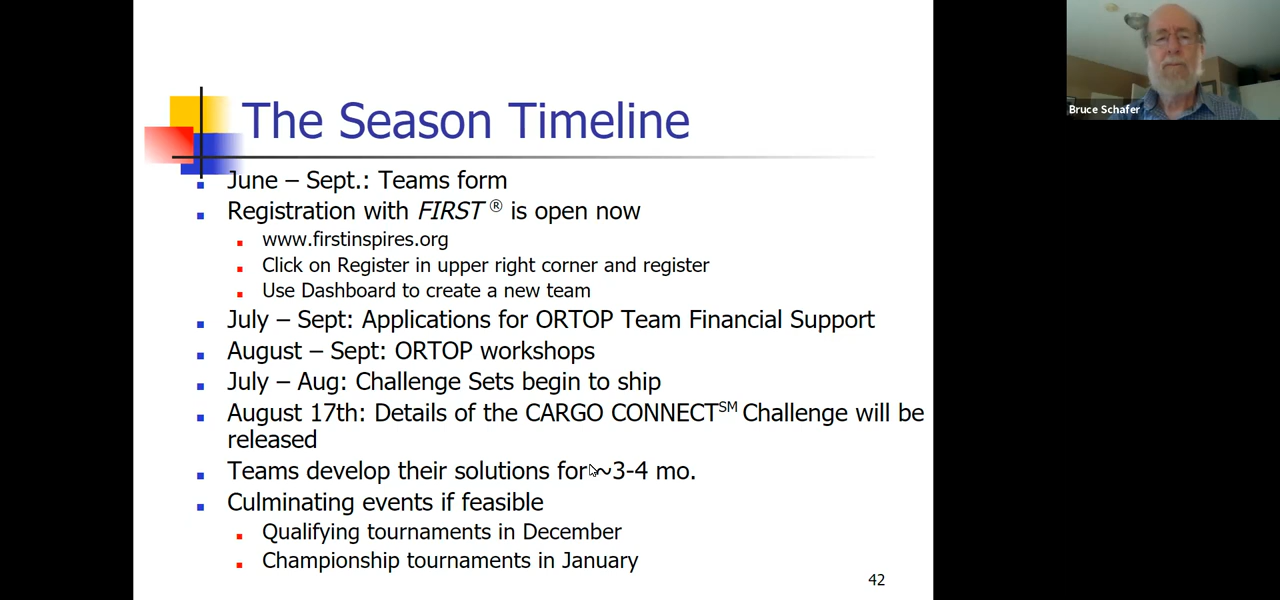 The Season Timeline
June – Sept.: Teams form
Registration with FIRST ® is open now
www.firstinspires.org
Click on Register in upper right corner and register
Use Dashboard to create a new team
July – Sept: Applications for ORTOP Team Financial Support
August – Sept: ORTOP workshops
July – Aug: Challenge Sets begin to ship
August 17th: Details of the CARGO CONNECT℠ Challenge will be
released
Teams develop their solutions for ~3-4 mo.
Culminating events if feasible
Qualifying tournaments in December
Championship tournaments in January
42
Bruce Schafer